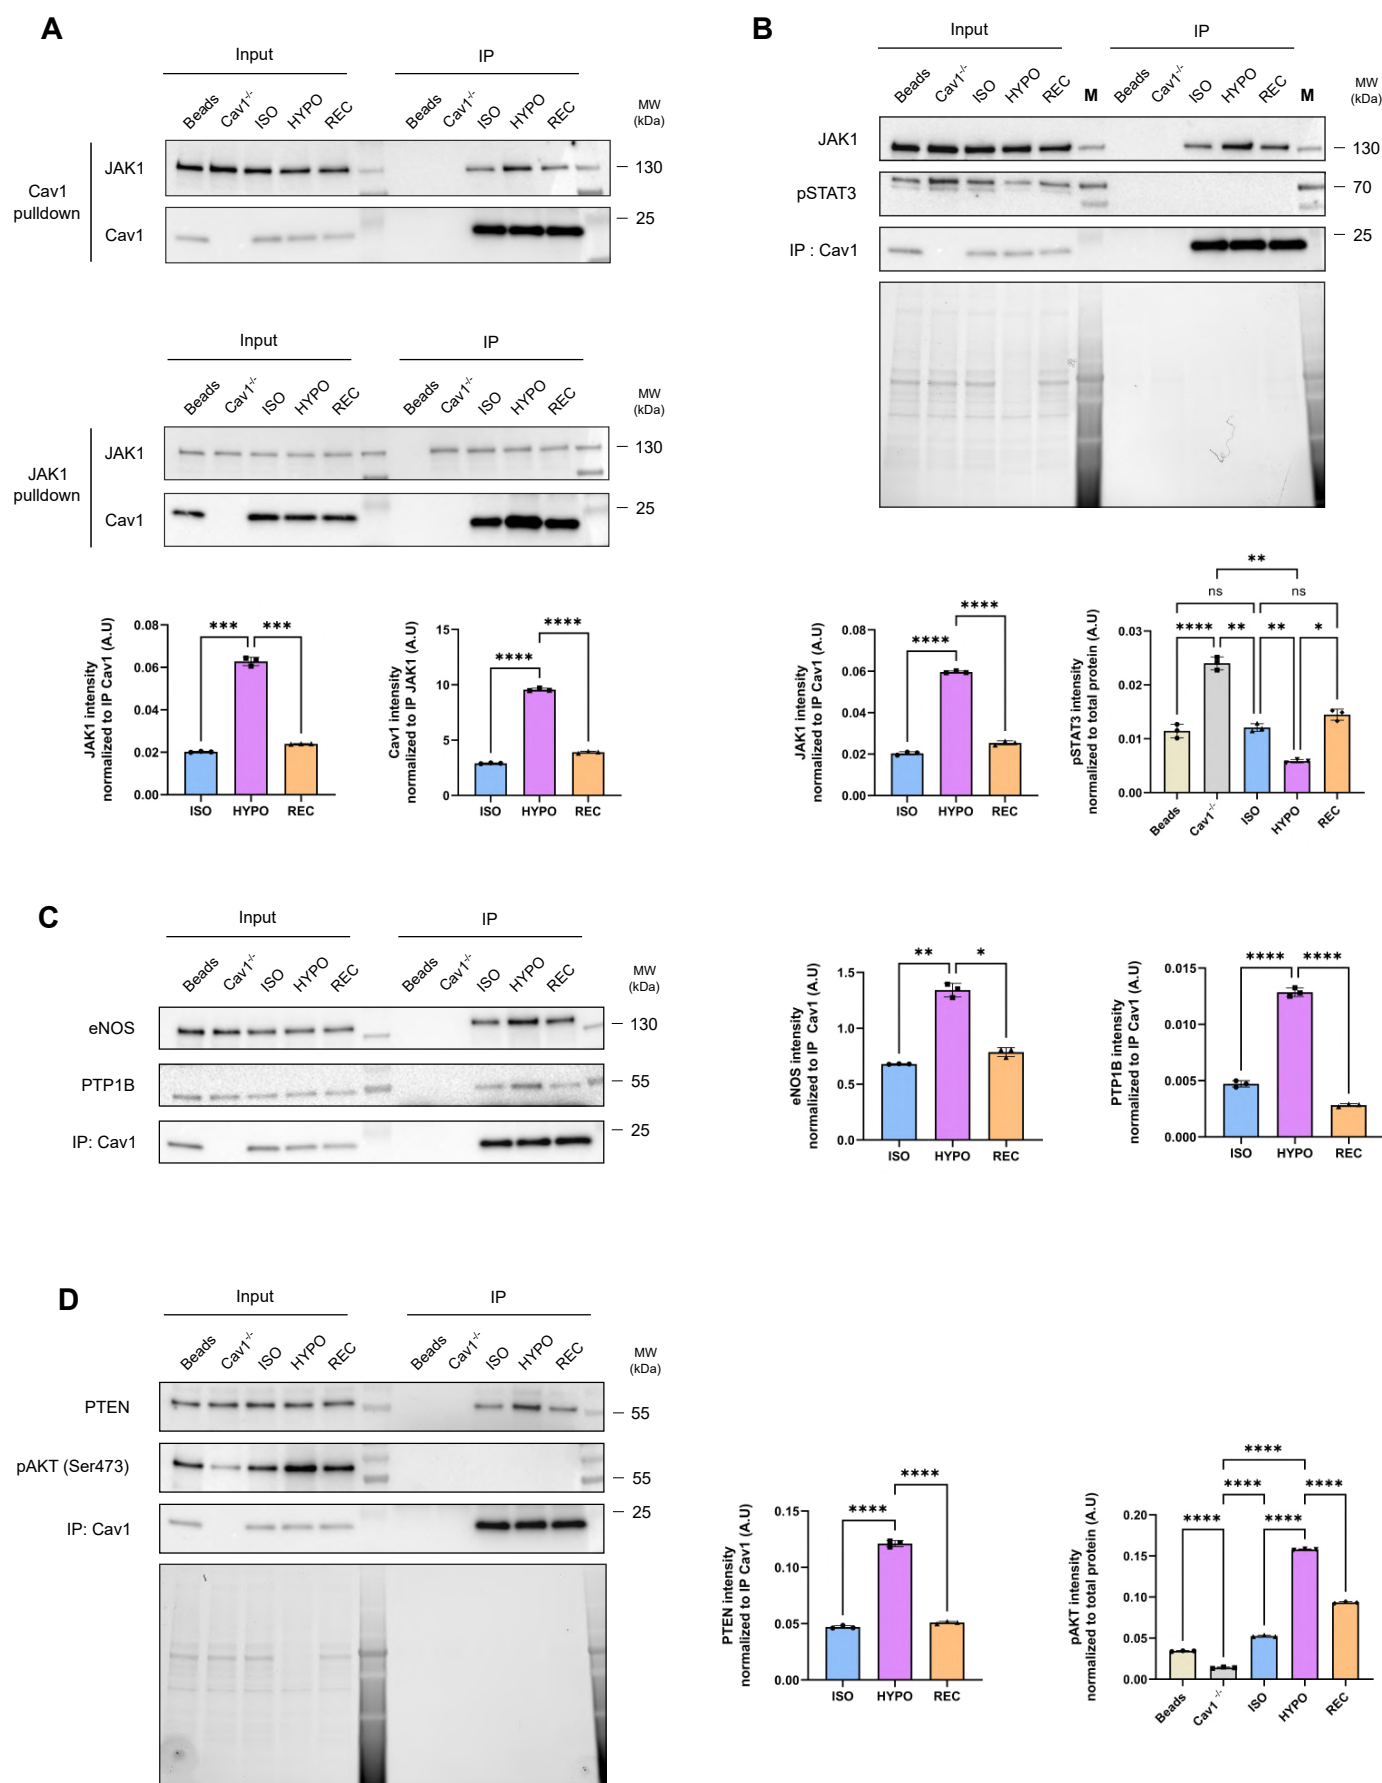 A
Input
IP
Beads
Cav1-/-
ISO
HYPO
REC
Beads
Cav1-/-
ISO
HYPO
REC
MW
(kDa)
Cav1
pulldown
JAK1
130
Cav1
25
Input
IP
Beads
Cav1-/-
ISO
HYPO
REC
Beads
Cav1-/-
ISO
HYPO
REC
MW
(kDa)
JAK1
pulldown
JAK1
130
Cav1
25
JAK1 intensity
normalized to IP Cav1 (A.U)
0.08
0.06
0.04
0.02
0.00
***
***
ISO
HYPO
REC
Cav1 intensity
normalized to IP JAK1 (A.U)
15
10
5
0
****
****
ISO
HYPO
REC
B
Input
IP
Beads
Cav1-/-
ISO
HYPO
REC
M
Beads
Cav1-/-
ISO
HYPO
REC
M
MW
(kDa)
JAK1
130
pSTAT3
70
IP : Cav1
25
JAK1 intensity
normalized to IP Cav1 (A.U)
0.08
0.06
0.04
0.02
0.00
****
****
ISO
HYPO
REC
pSTAT3 intensity
normalized to total protein (A.U)
0.03
0.02
0.01
0.00
**
ns
ns
****
**
**
*
Beads
Cav1-/-
ISO
HYPO
REC
C
Input
IP
Beads
Cav1-/-
ISO
HYPO
REC
Beads
Cav1-/-
ISO
HYPO
REC
MW
(kDa)
eNOS
130
PTP1B
55
IP: Cav1
25
eNOS intensity
normalized to IP Cav1 (A.U)
1.5
1.0
0.5
0.0
**
*
ISO
HYPO
REC
PTP1B intensity
normalized to IP Cav1 (A.U)
0.015
0.010
0.005
0.000
****
****
ISO
HYPO
REC
D
Input
IP
Beads
Cav1-/-
ISO
HYPO
REC
Beads
Cav1-/-
ISO
HYPO
REC
MW
(kDa)
PTEN
55
pAKT (Ser473)
55
IP: Cav1
25
PTEN intensity
normalized to IP Cav1 (A.U)
0.15
0.10
0.05
0.00
****
****
ISO
HYPO
REC
pAKT intensity
normalized to total protein (A.U)
0.20
0.15
0.10
0.05
0.00
****
****
****
****
****
Beads
Cav1 -/-
ISO
HYPO
REC